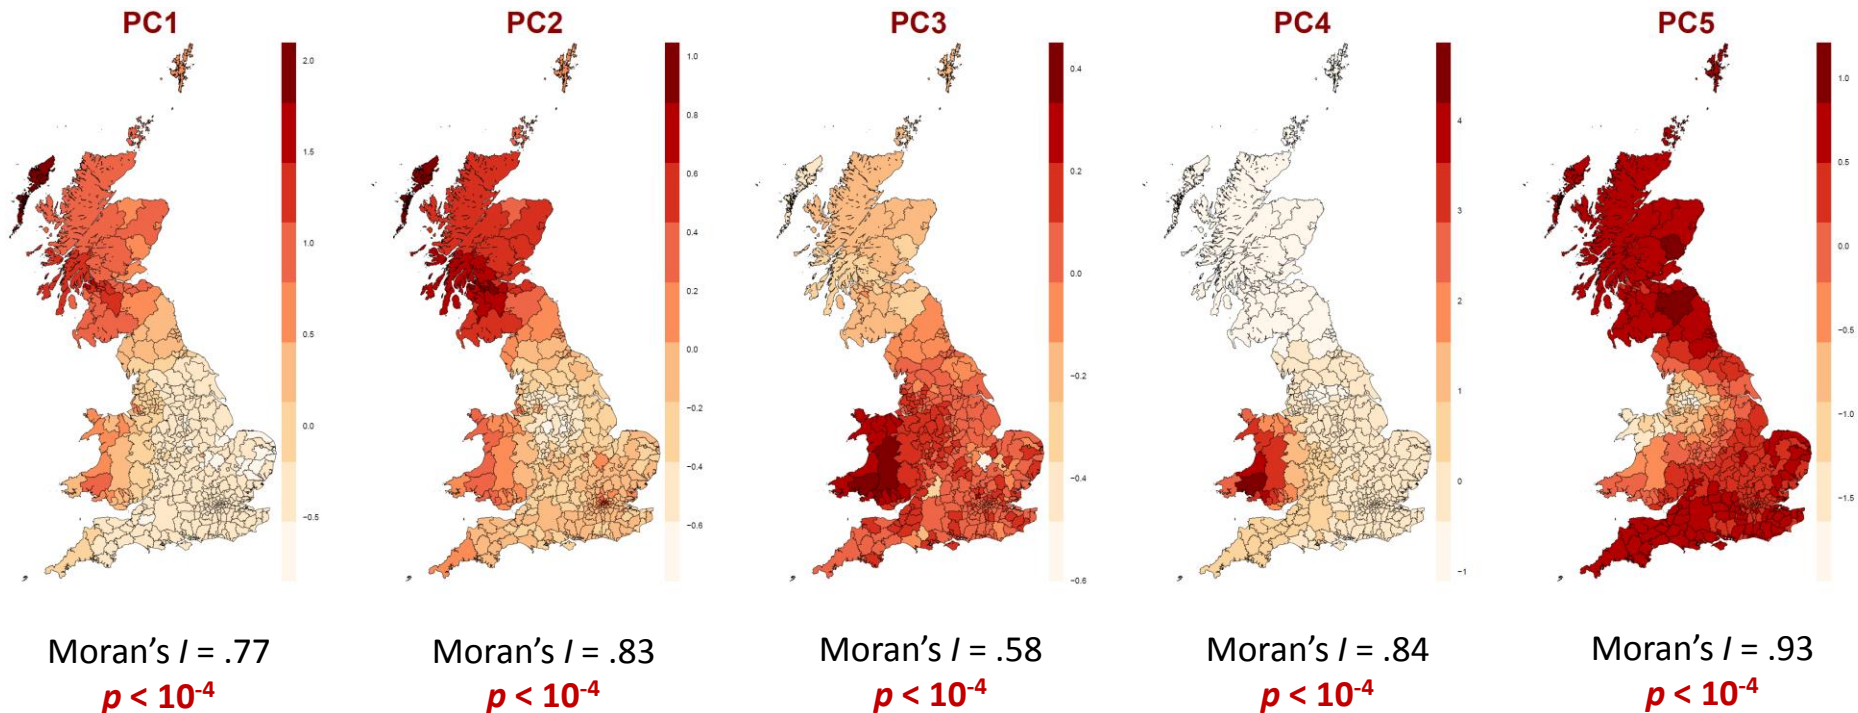 PC1
PC2
PC3
PC4
PC5
2.0
1.5
1.0
0.5
0.0
−0.5
1.0
0.8
0.6
0.4
0.2
0.0
−0.2
−0.4
−0.6
0.4
0.2
0.0
−0.2
−0.4
−0.6
4
3
2
1
0
−1
1.0
0.5
0.0
−0.5
−1.0
−1.5
Moran’s I = .77
p < 10-4
Moran’s I = .83
p < 10-4
Moran’s I = .58
p < 10-4
Moran’s I = .84
p < 10-4
Moran’s I = .93
p < 10-4